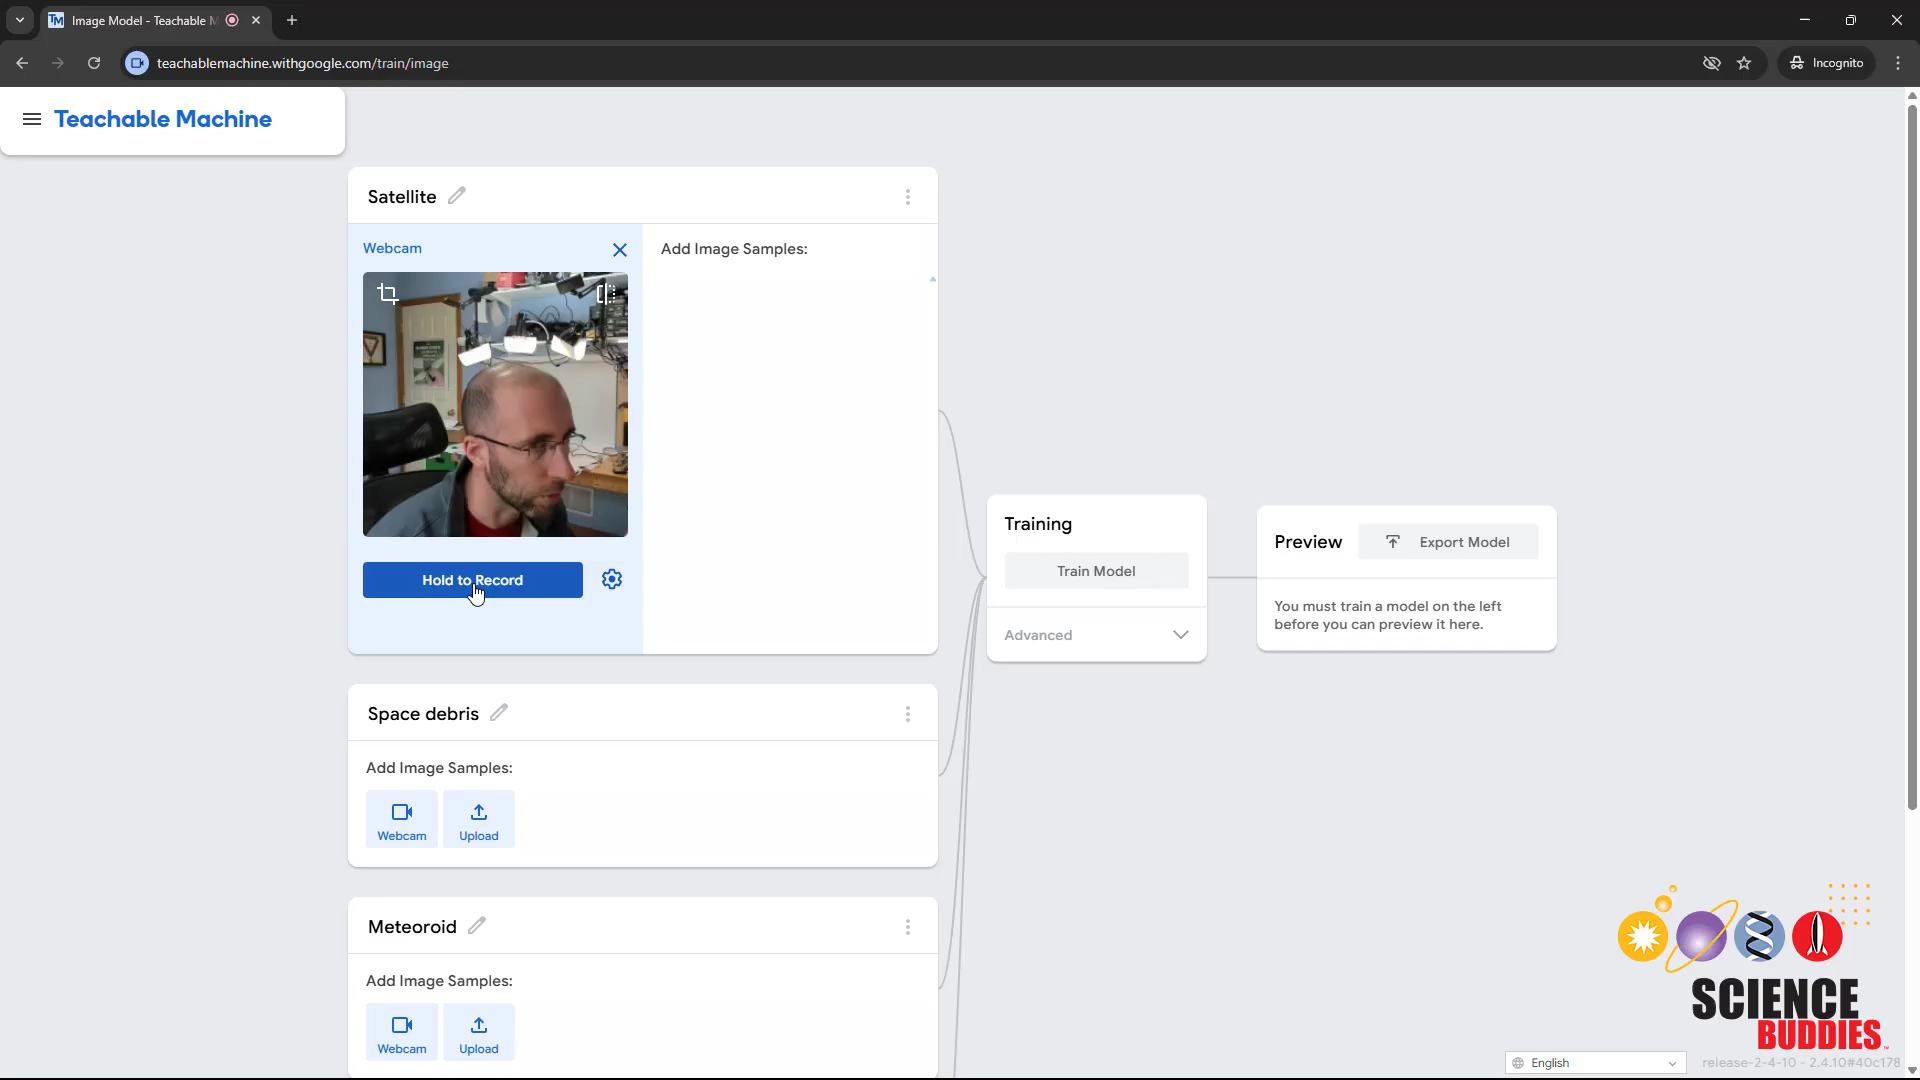 Image Model - Teachable M
teachablemachine.withgoogle.com/train/image
Incognito
Teachable Machine
Satellite
Webcam
Add Image Samples:
Hold to Record
Training
Train Model
Advanced
Preview
Export Model
You must train a model on the left
before you can preview it here.
Space debris
Add Image Samples:
Webcam
Upload
Meteoroid
Add Image Samples:
Webcam
Upload
SCIENCE
BUDDIES
English
release-2-4-10 - 2.4.10#40c178